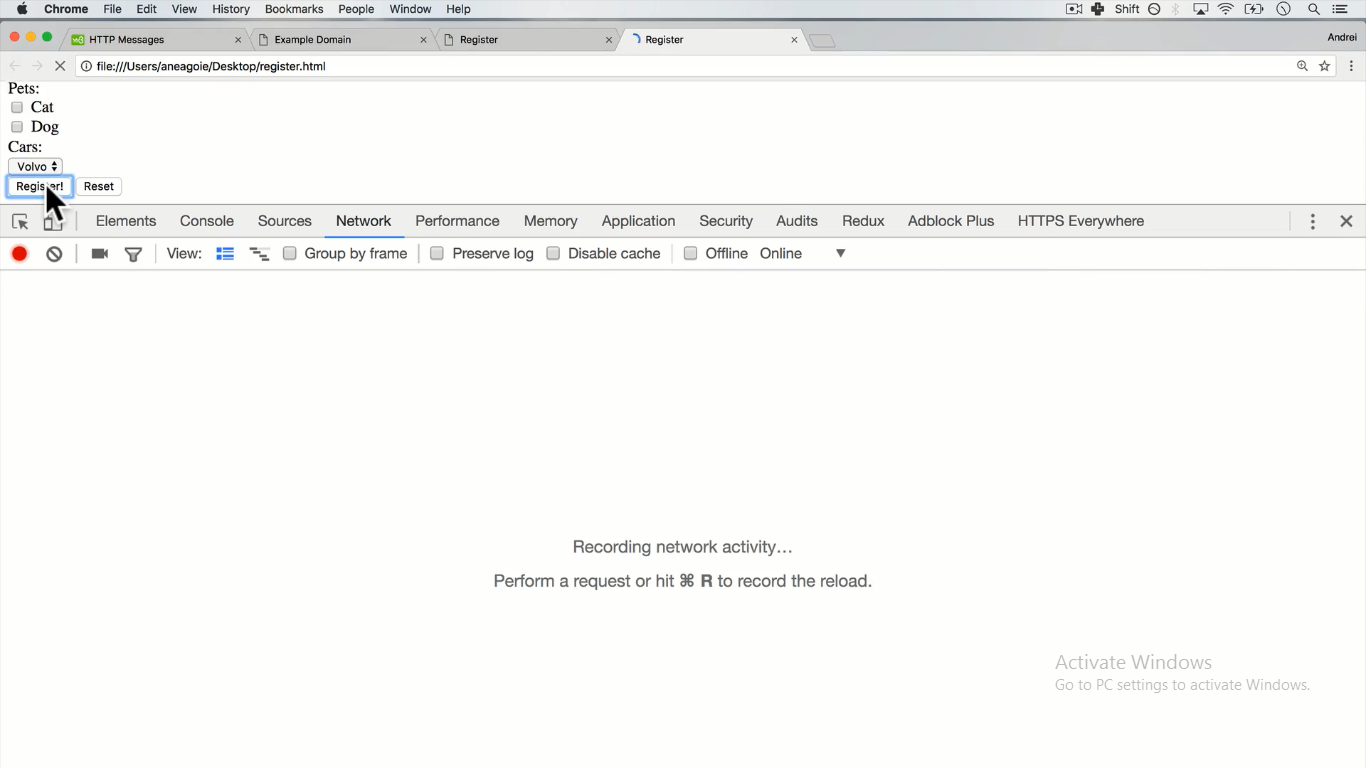 Chrome File Edit View History Bookmarks People Window Help Shift
HTTP Messages Example Domain Register Register Andrei
file:///Users/aneagoie/Desktop/register.html
Pets:
Cat
Dog
Cars:
Volvo
Register! Reset
Elements Console Sources Network Performance Memory Application Security Audits Redux Adblock Plus HTTPS Everywhere
View: Group by frame Preserve log Disable cache Offline Online
Recording network activity…
Perform a request or hit ⌘ R to record the reload.
Activate Windows
Go to PC settings to activate Windows.